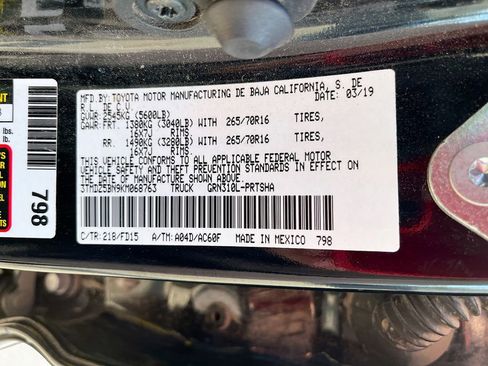 MFD.BY:TOYOTA MOTOR MANUFACTURING DE BAJA CALIFORNIA, S. DE
R.L. DE C.V. DATE: 03/19
GVWR 2545KG (5600LB)
GAWR:FRT. 1380KG (3040LB) WITH 265/70R16 TIRES,
16X7J RIMS.
RR. 1490KG (3280LB) WITH 265/70R16 TIRES,
16X7J RIMS.
THIS VEHICLE CONFORMS TO ALL APPLICABLE FEDERAL MOTOR
VEHICLE SAFETY AND THEFT PREVENTION STANDARDS IN EFFECT ON
THE DATE OF MANUFACTURE SHOWN ABOVE.
3TMDZ5BN9KM068763 TRUCK GRN310L-PRTSHA
C/TR:218/FD15 A/TM: A04D/AC60F MADE IN MEXICO 798
lbs.
798